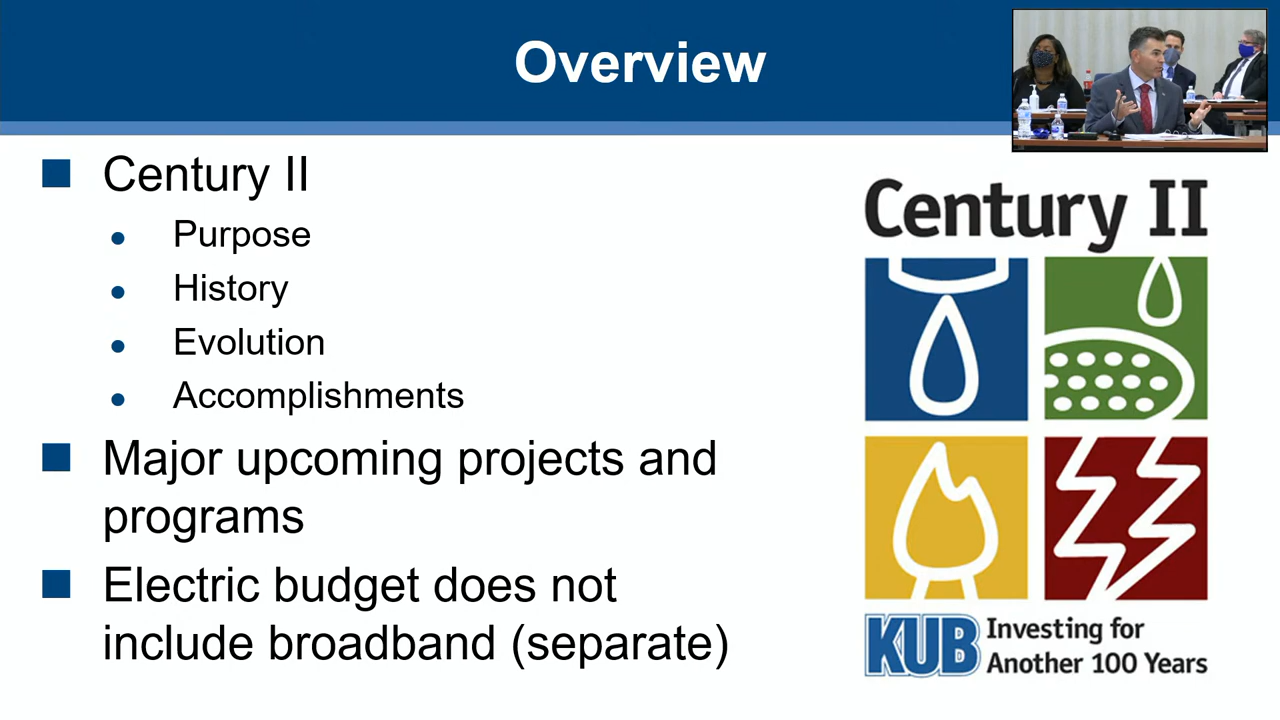 Overview
Century II
Purpose
History
Evolution
Accomplishments
Major upcoming projects and
programs
Electric budget does not
include broadband (separate)
Century II
KUB Investing for
Another 100 Years